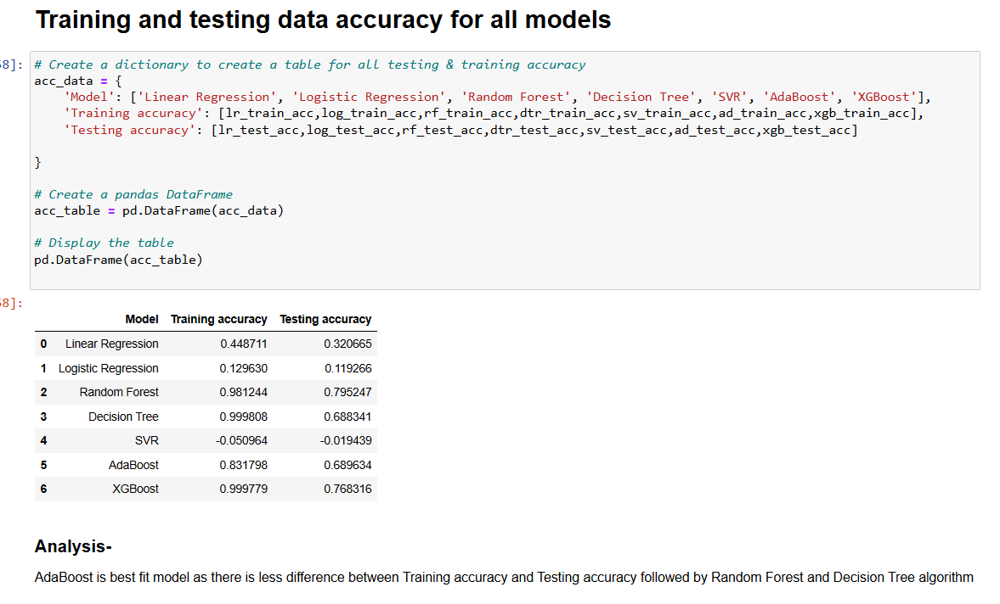 Training and testing data accuracy for all models
58]: # Create a dictionary to create a table for all testing & training accuracy
acc_data = {
'Model': ['Linear Regression', 'Logistic Regression', 'Random Forest', 'Decision Tree', 'SVR', 'AdaBoost', 'XGBoost'],
'Training accuracy': [lr_train_acc,log_train_acc,rf_train_acc,dtr_train_acc,sv_train_acc,ad_train_acc,xgb_train_acc],
'Testing accuracy': [lr_test_acc,log_test_acc,rf_test_acc,dtr_test_acc,sv_test_acc,ad_test_acc,xgb_test_acc]
}
# Create a pandas DataFrame
acc_table = pd.DataFrame(acc_data)
# Display the table
pd.DataFrame(acc_table)
58]:
Model Training accuracy Testing accuracy
0 Linear Regression 0.448711 0.320665
1 Logistic Regression 0.129630 0.119266
2 Random Forest 0.981244 0.795247
3 Decision Tree 0.999808 0.688341
4 SVR -0.050964 -0.019439
5 AdaBoost 0.831798 0.689634
6 XGBoost 0.999779 0.768316
Analysis-
AdaBoost is best fit model as there is less difference between Training accuracy and Testing accuracy followed by Random Forest and Decision Tree algorithm